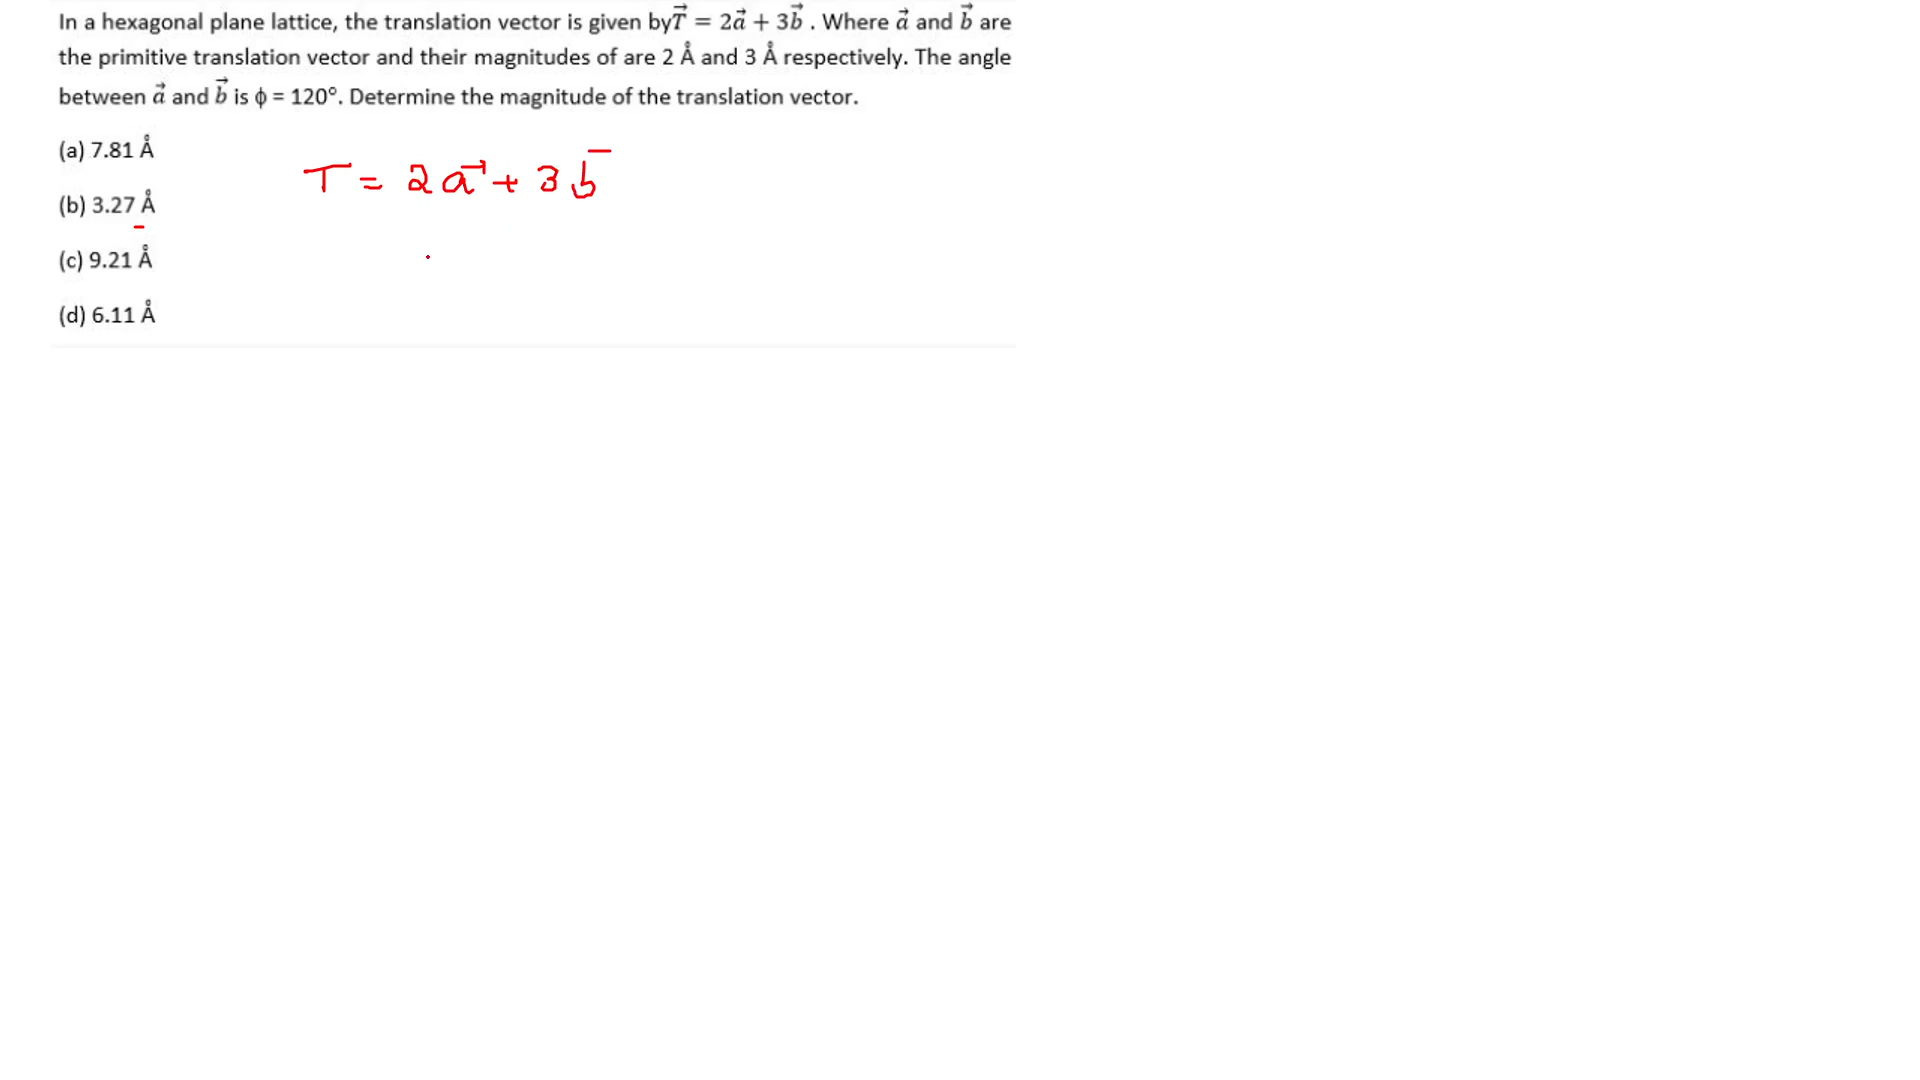 In a hexagonal plane lattice, the translation vector is given by T⃗ = 2a⃗ + 3b⃗ . Where a⃗ and b⃗ are
the primitive translation vector and their magnitudes of are 2 Å and 3 Å respectively. The angle
between a⃗ and b⃗ is ϕ = 120°. Determine the magnitude of the translation vector.
(a) 7.81 Å
T = 2a⃗ + 3b̅
(b) 3.27 Å
(c) 9.21 Å
(d) 6.11 Å